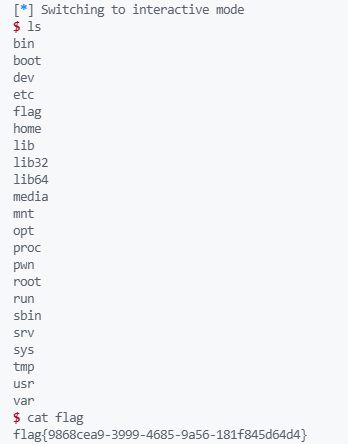 [*] Switching to interactive mode
$ ls
bin
boot
dev
etc
flag
home
lib
lib32
lib64
media
mnt
opt
proc
pwn
root
run
sbin
srv
sys
tmp
usr
var
$ cat flag
flag{9868cea9-3999-4685-9a56-181f845d64d4}